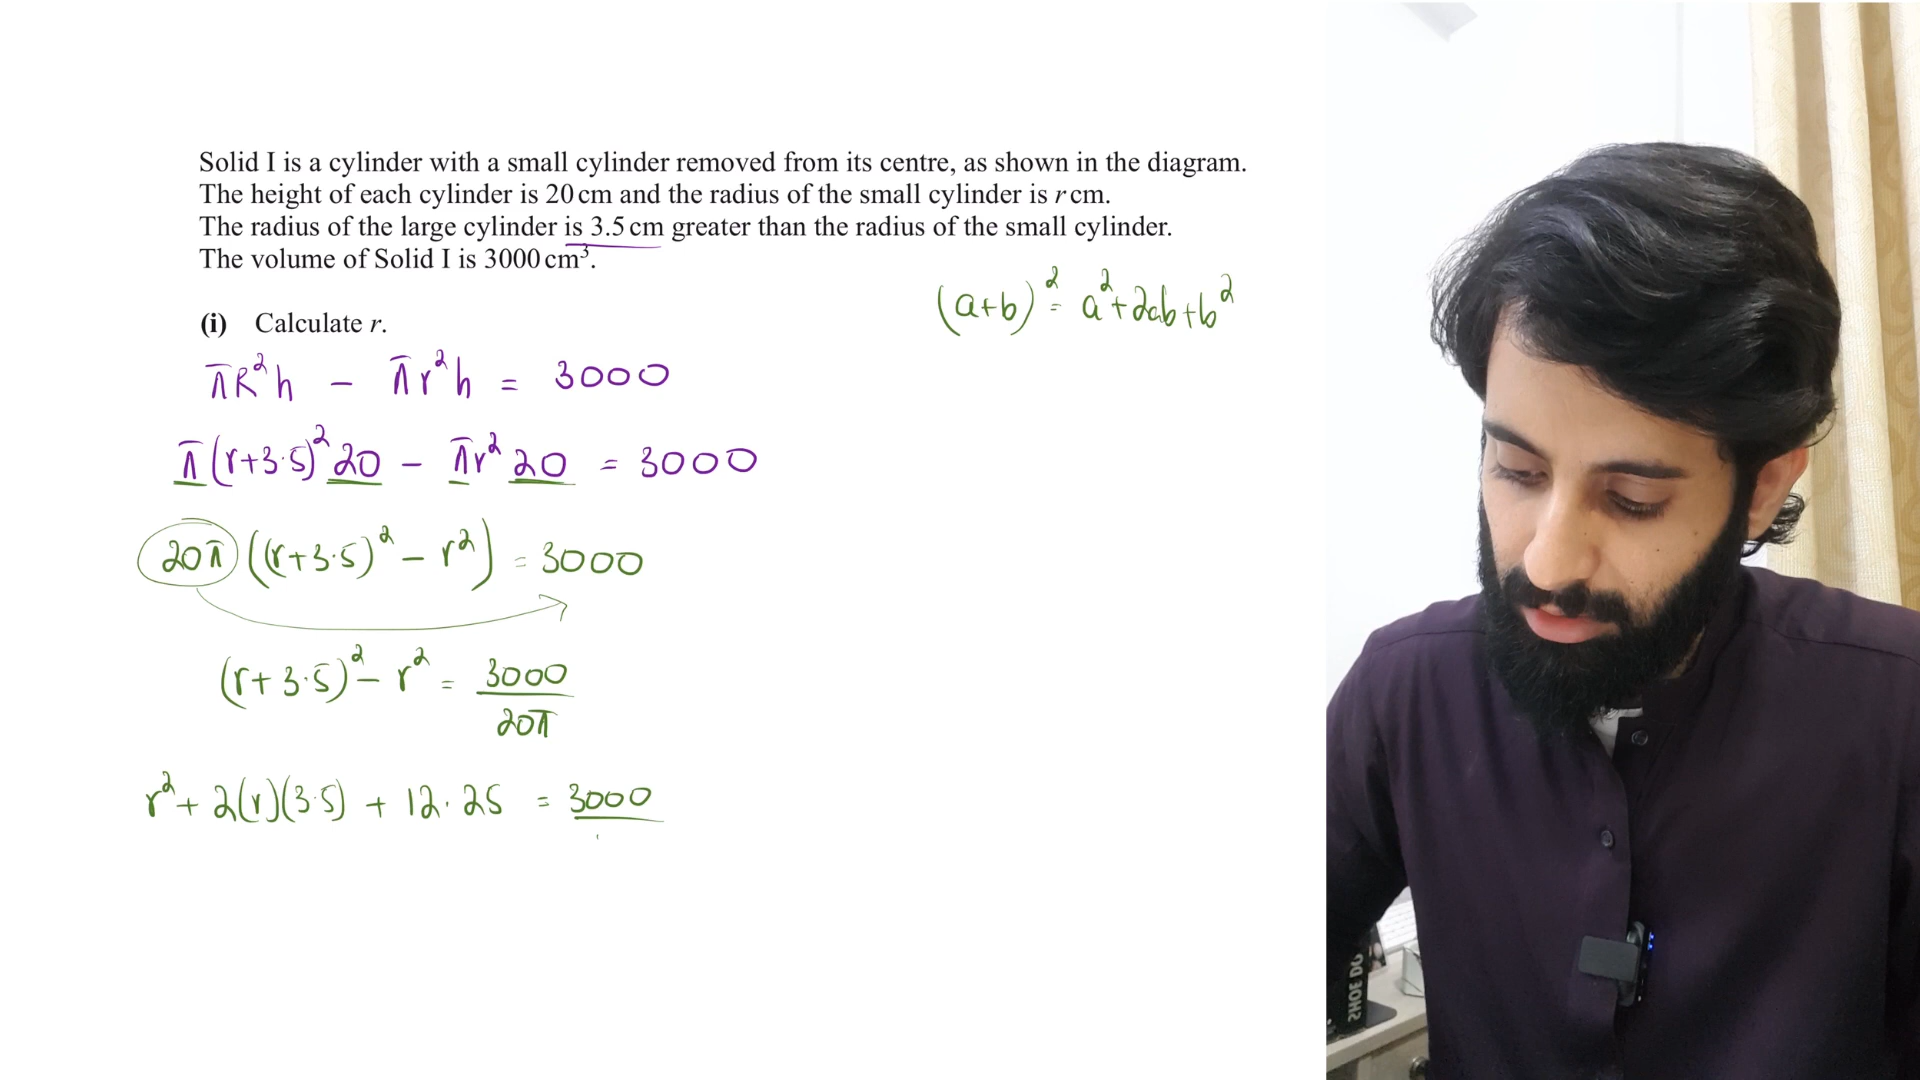 Solid I is a cylinder with a small cylinder removed from its centre, as shown in the diagram.
The height of each cylinder is 20 cm and the radius of the small cylinder is r cm.
The radius of the large cylinder is 3.5 cm greater than the radius of the small cylinder.
The volume of Solid I is 3000 cm³.
(a+b)² = a²+2ab+b²
(i) Calculate r.
πR²h − πr²h = 3000
π(r+3.5)² 20 − πr² 20 = 3000
20π((r+3.5)² − r²) = 3000
(r+3.5)² − r² = 3000/20π
r² + 2(r)(3.5) + 12.25 = 3000
SHOE DO